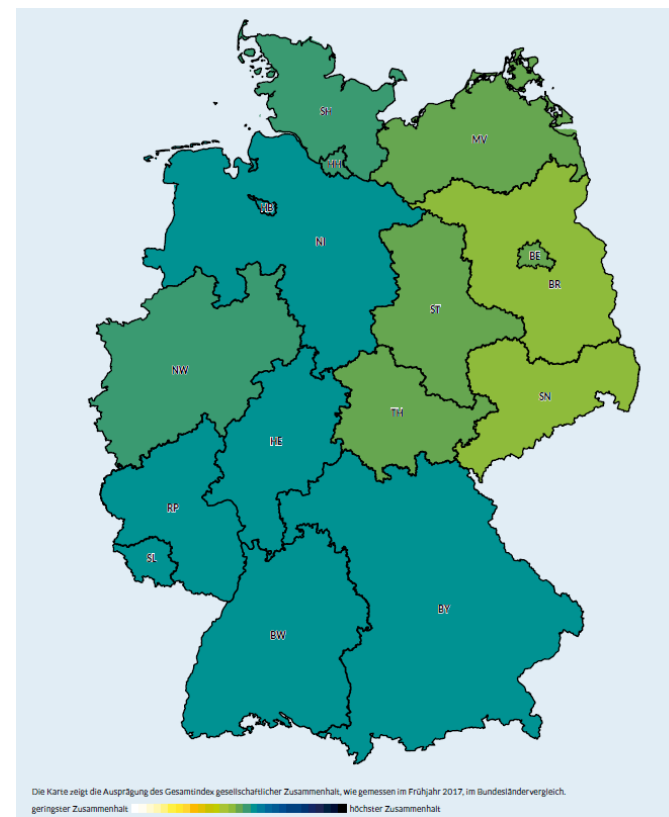 SH
HH
MV
HB
NI
BE
BR
ST
NW
SN
TH
HE
RP
SL
BY
BW
Die Karte zeigt die Ausprägung des Gesamtindex gesellschaftlicher Zusammenhalt, wie gemessen im Frühjahr 2017, im Bundesländervergleich.
geringster Zusammenhalt höchster Zusammenhalt